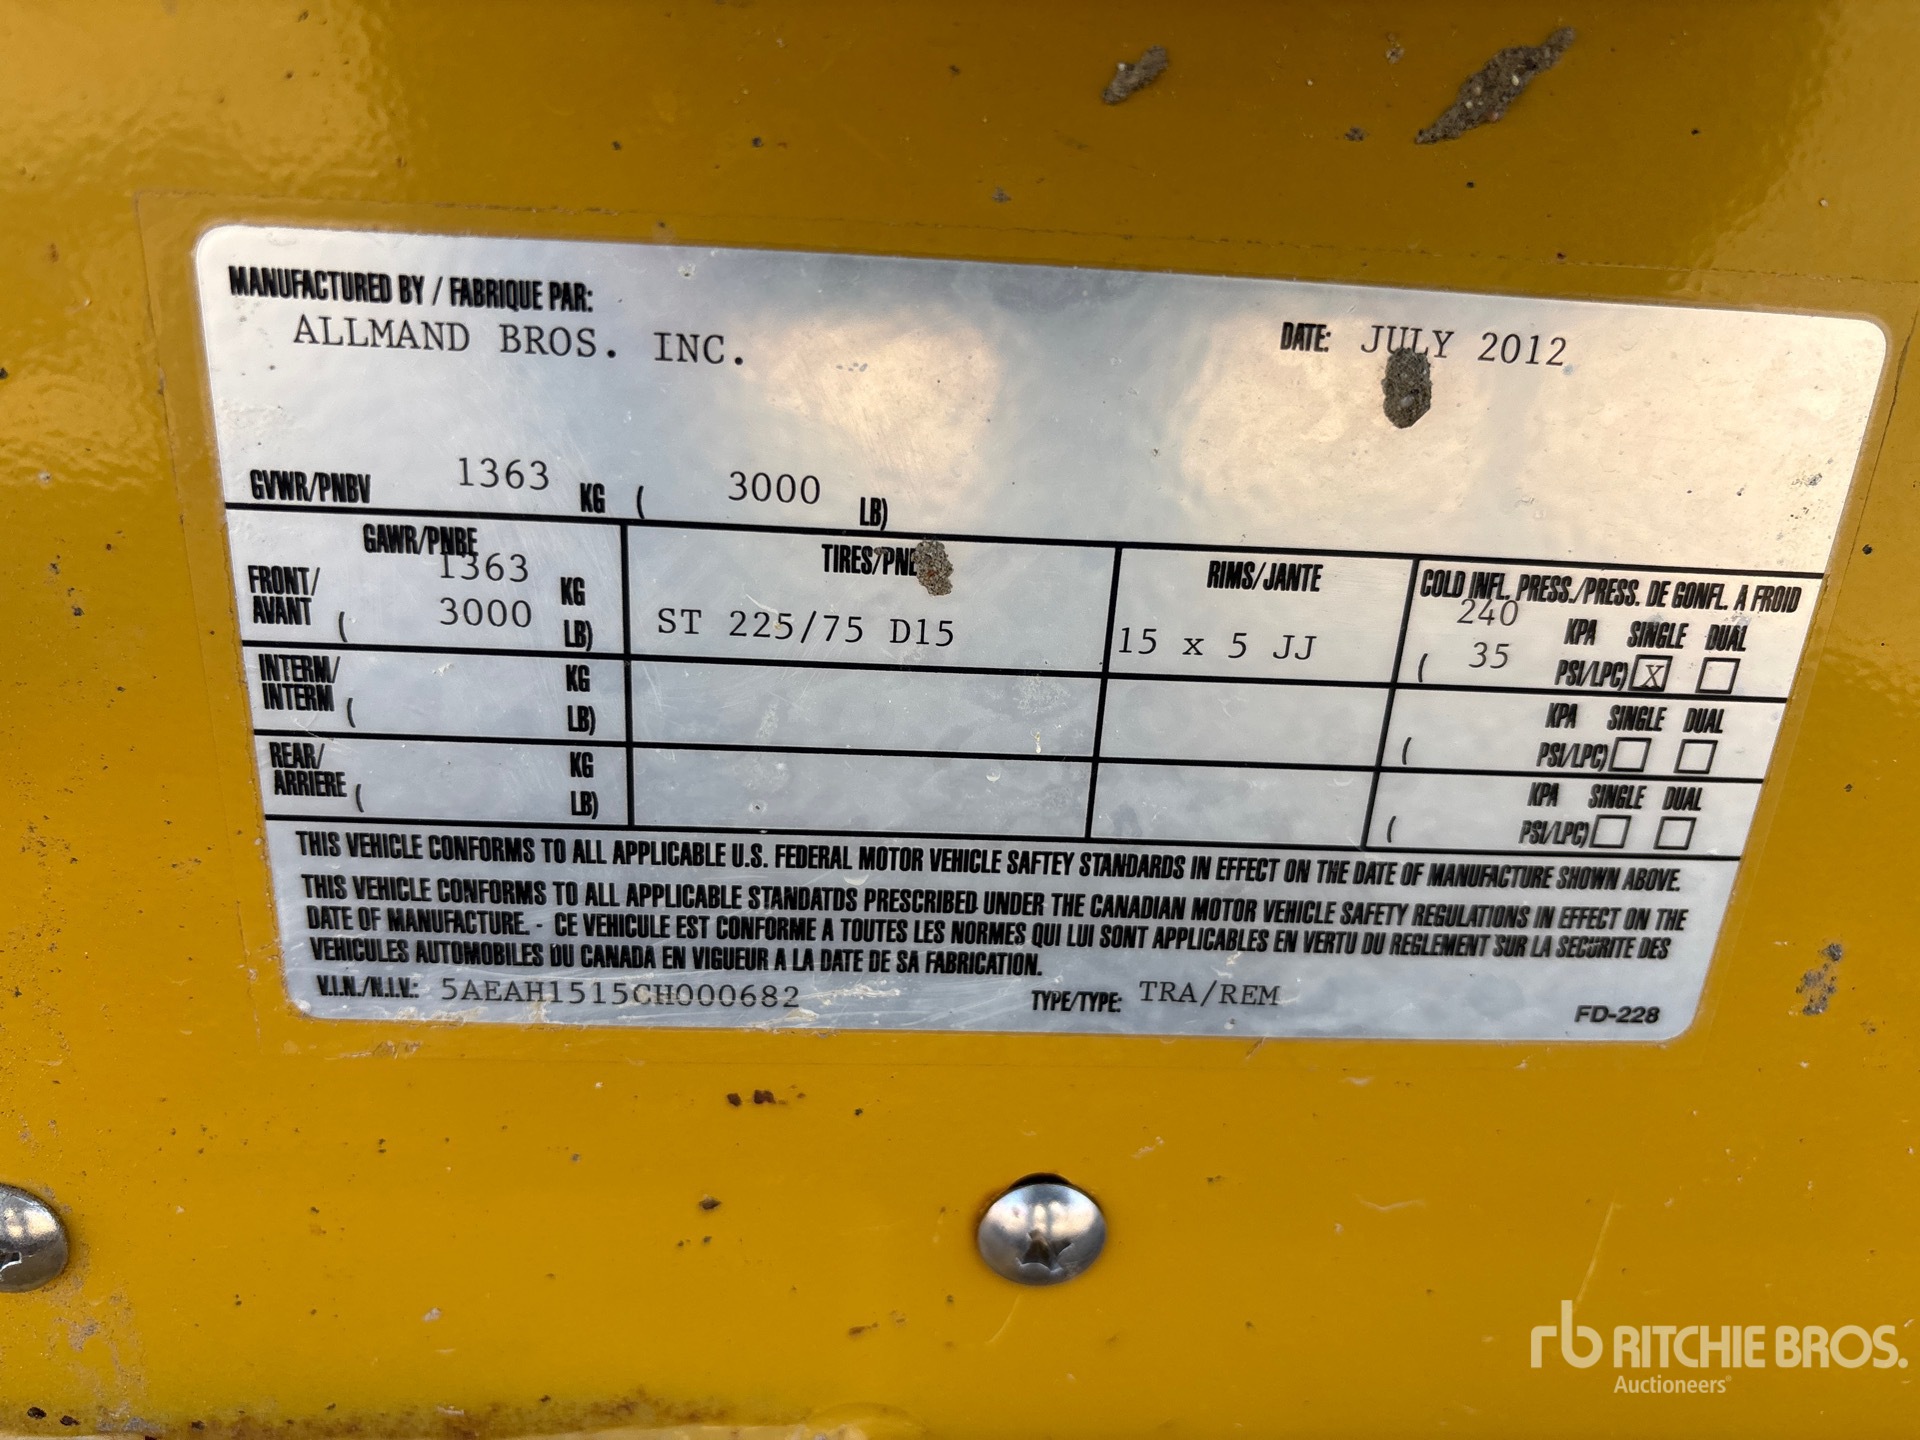 MANUFACTURED BY / FABRIQUE PAR:
ALLMAND BROS. INC.
DATE: JULY 2012
GVWR/PNBV 1363 KG ( 3000 LB)
GAWR/PNBE TIRES/PNE RIMS/JANTE COLD INFL. PRESS./PRESS. DE GONFL. A FROID
FRONT/ 1363 KG 240 KPA SINGLE DUAL
AVANT ( 3000 LB) ST 225/75 D15 15 x 5 JJ ( 35 PSI/LPC) X
INTERM/ KG KPA SINGLE DUAL
INTERM ( LB) ( PSI/LPC)
REAR/ KG KPA SINGLE DUAL
ARRIERE ( LB) ( PSI/LPC)
THIS VEHICLE CONFORMS TO ALL APPLICABLE U.S. FEDERAL MOTOR VEHICLE SAFTEY STANDARDS IN EFFECT ON THE DATE OF MANUFACTURE SHOWN ABOVE.
THIS VEHICLE CONFORMS TO ALL APPLICABLE STANDATDS PRESCRIBED UNDER THE CANADIAN MOTOR VEHICLE SAFETY REGULATIONS IN EFFECT ON THE
DATE OF MANUFACTURE. - CE VEHICULE EST CONFORME A TOUTES LES NORMES QUI LUI SONT APPLICABLES EN VERTU DU REGLEMENT SUR LA SECURITE DES
VEHICULES AUTOMOBILES DU CANADA EN VIGUEUR A LA DATE DE SA FABRICATION.
V.I.N./N.I.V.: 5AEAH1515CH000682 TYPE/TYPE: TRA/REM FD-228
rb RITCHIE BROS.
Auctioneers